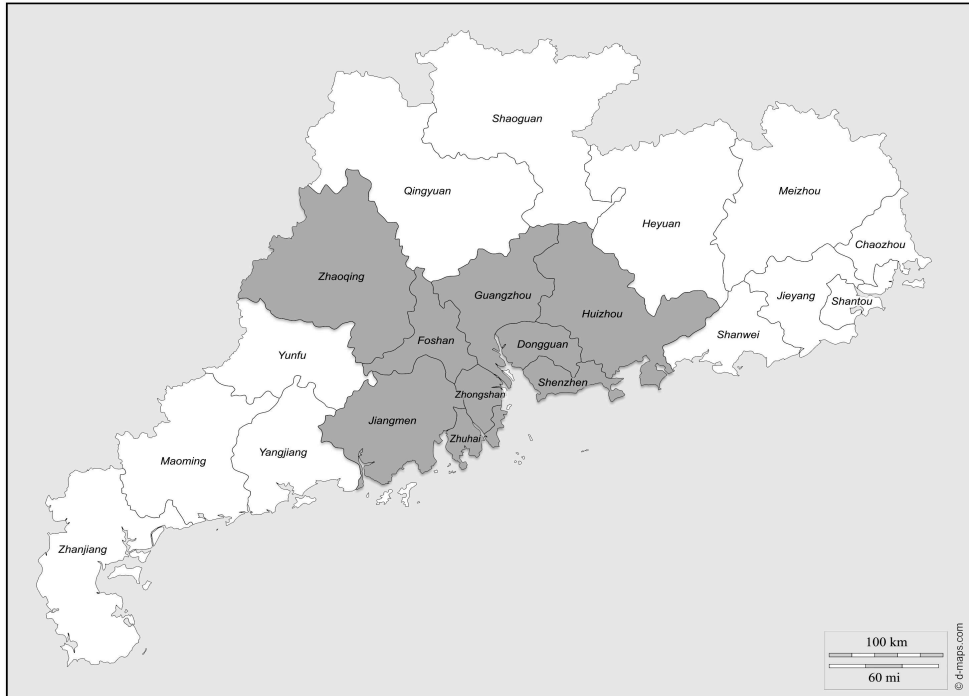 Shaoguan
Qingyuan
Meizhou
Heyuan
Chaozhou
Zhaoqing
Guangzhou
Jieyang
Shantou
Huizhou
Shanwei
Foshan
Dongguan
Yunfu
Shenzhen
Zhongshan
Jiangmen
Zhuhai
Yangjiang
Maoming
Zhanjiang
100 km
60 mi
© d-maps.com